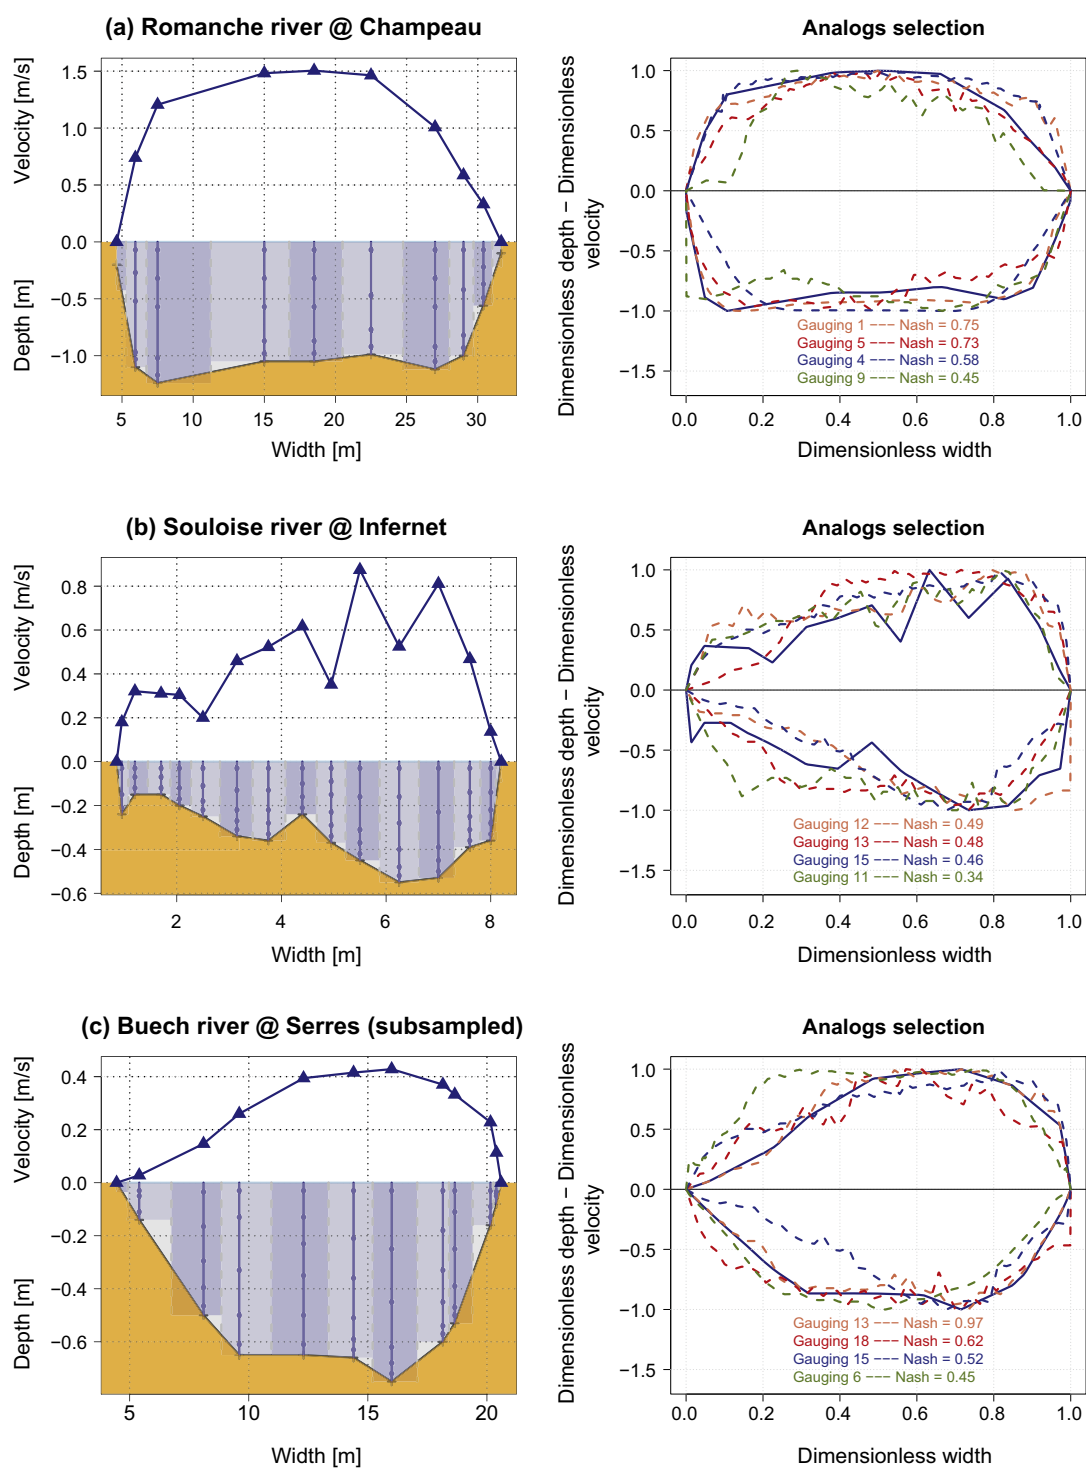 (a) Romanche river @ Champeau
Velocity [m/s]
Depth [m]
1.5
1.0
0.5
0.0
−0.5
−1.0
5 10 15 20 25 30
Width [m]
Analogs selection
Dimensionless depth − Dimensionless
velocity
1.0
0.5
0.0
−0.5
−1.0
−1.5
Gauging 1 −−− Nash = 0.75
Gauging 5 −−− Nash = 0.73
Gauging 4 −−− Nash = 0.58
Gauging 9 −−− Nash = 0.45
0.0 0.2 0.4 0.6 0.8 1.0
Dimensionless width
(b) Souloise river @ Infernet
Velocity [m/s]
Depth [m]
0.8
0.6
0.4
0.2
0.0
−0.2
−0.4
−0.6
2 4 6 8
Width [m]
Analogs selection
Dimensionless depth − Dimensionless
velocity
1.0
0.5
0.0
−0.5
−1.0
−1.5
Gauging 12 −−− Nash = 0.49
Gauging 13 −−− Nash = 0.48
Gauging 15 −−− Nash = 0.46
Gauging 11 −−− Nash = 0.34
0.0 0.2 0.4 0.6 0.8 1.0
Dimensionless width
(c) Buech river @ Serres (subsampled)
Velocity [m/s]
Depth [m]
0.4
0.2
0.0
−0.2
−0.4
−0.6
5 10 15 20
Width [m]
Analogs selection
Dimensionless depth − Dimensionless
velocity
1.0
0.5
0.0
−0.5
−1.0
−1.5
Gauging 13 −−− Nash = 0.97
Gauging 18 −−− Nash = 0.62
Gauging 15 −−− Nash = 0.52
Gauging 6 −−− Nash = 0.45
0.0 0.2 0.4 0.6 0.8 1.0
Dimensionless width